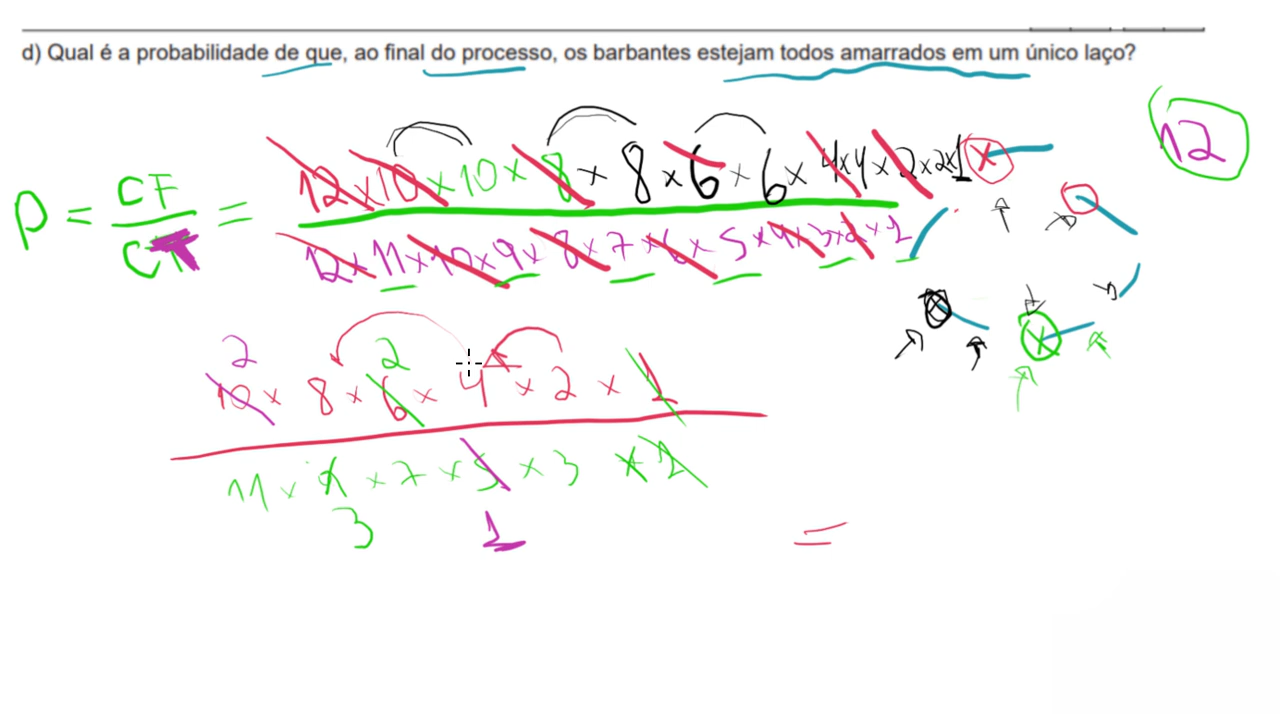 d) Qual é a probabilidade de que, ao final do processo, os barbantes estejam todos amarrados em um único laço?
12
P = CF / CT = 12 x 10 x 10 x 8 x 8 x 6 x 6 x 4 x 4 x 2 x 2 x 1
12 x 11 x 10 x 9 x 8 x 7 x 6 x 5 x 4 x 3 x 2 x 1
2 2
10 x 8 x 6 x 4 x 2 x 1
11 x 9 x 7 x 5 x 3 x 1
3 1 =